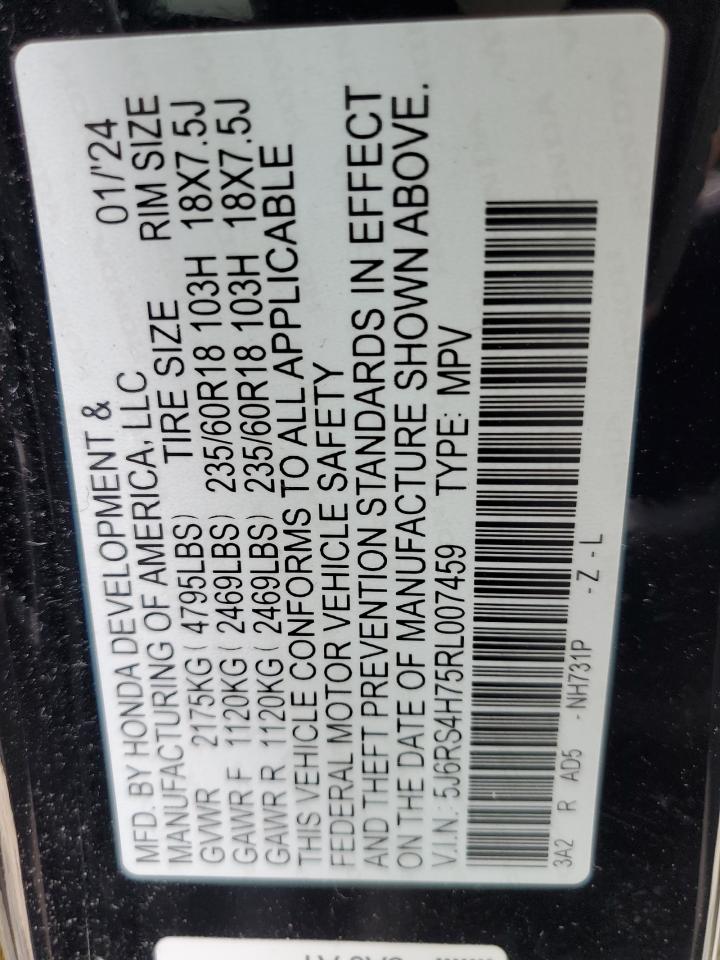 MFD. BY HONDA DEVELOPMENT & 01/'24
MANUFACTURING OF AMERICA, LLC
TIRE SIZE RIM SIZE
GVWR 2175KG ( 4795LBS)
GAWR F 1120KG ( 2469LBS) 235/60R18 103H 18X7.5J
GAWR R 1120KG ( 2469LBS) 235/60R18 103H 18X7.5J
THIS VEHICLE CONFORMS TO ALL APPLICABLE
FEDERAL MOTOR VEHICLE SAFETY
AND THEFT PREVENTION STANDARDS IN EFFECT
ON THE DATE OF MANUFACTURE SHOWN ABOVE.
V.I.N.: 5J6RS4H75RL007459 TYPE: MPV
3A2 R AD5 - NH731P - Z - L